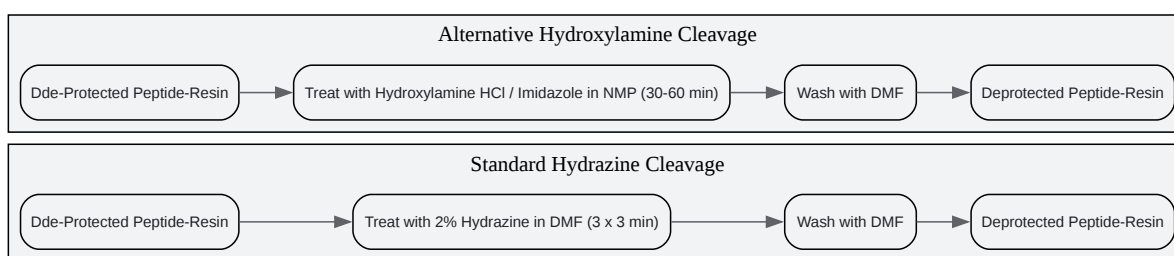 Alternative Hydroxylamine Cleavage
Dde-Protected Peptide-Resin
Treat with Hydroxylamine HCl / Imidazole in NMP (30-60 min)
Wash with DMF
Deprotected Peptide-Resin
Standard Hydrazine Cleavage
Dde-Protected Peptide-Resin
Treat with 2% Hydrazine in DMF (3 x 3 min)
Wash with DMF
Deprotected Peptide-Resin